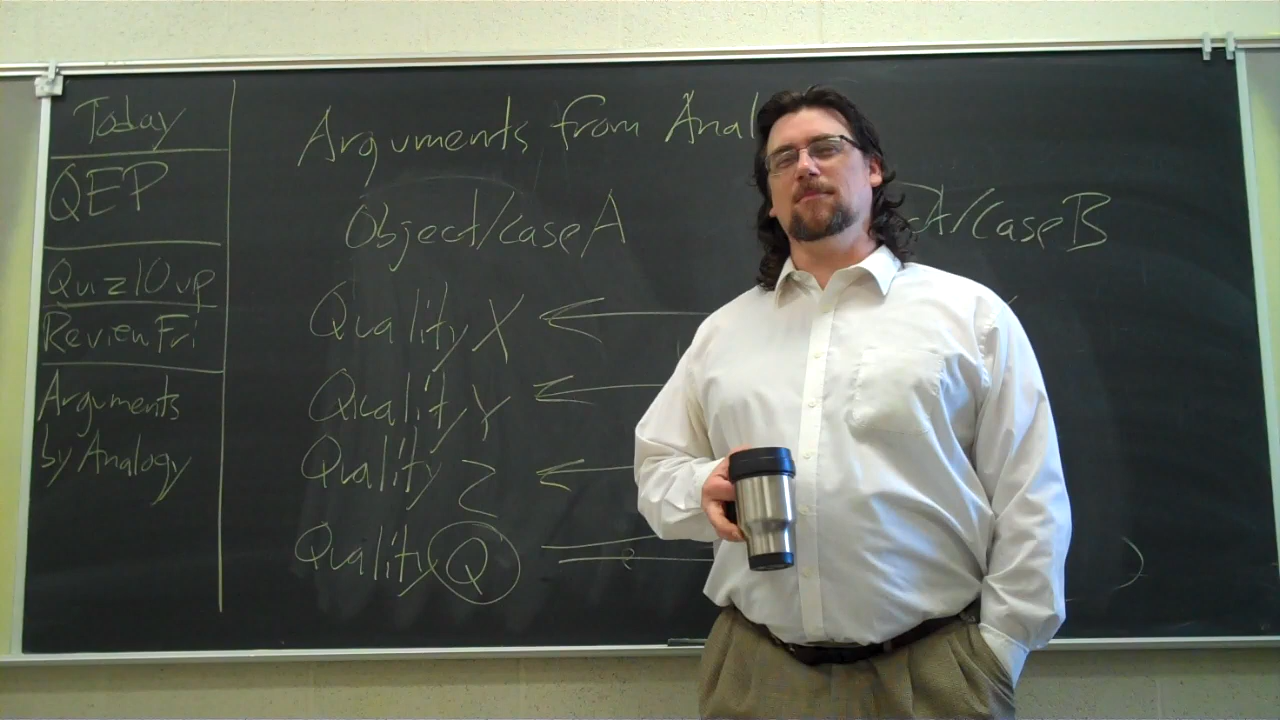 Today
QEP
Quiz 10 up
Review Fri
Arguments
by Analogy
Arguments from Anal
Object/case A
ct/case B
Quality X
Quality Y
Quality Z
Quality Q